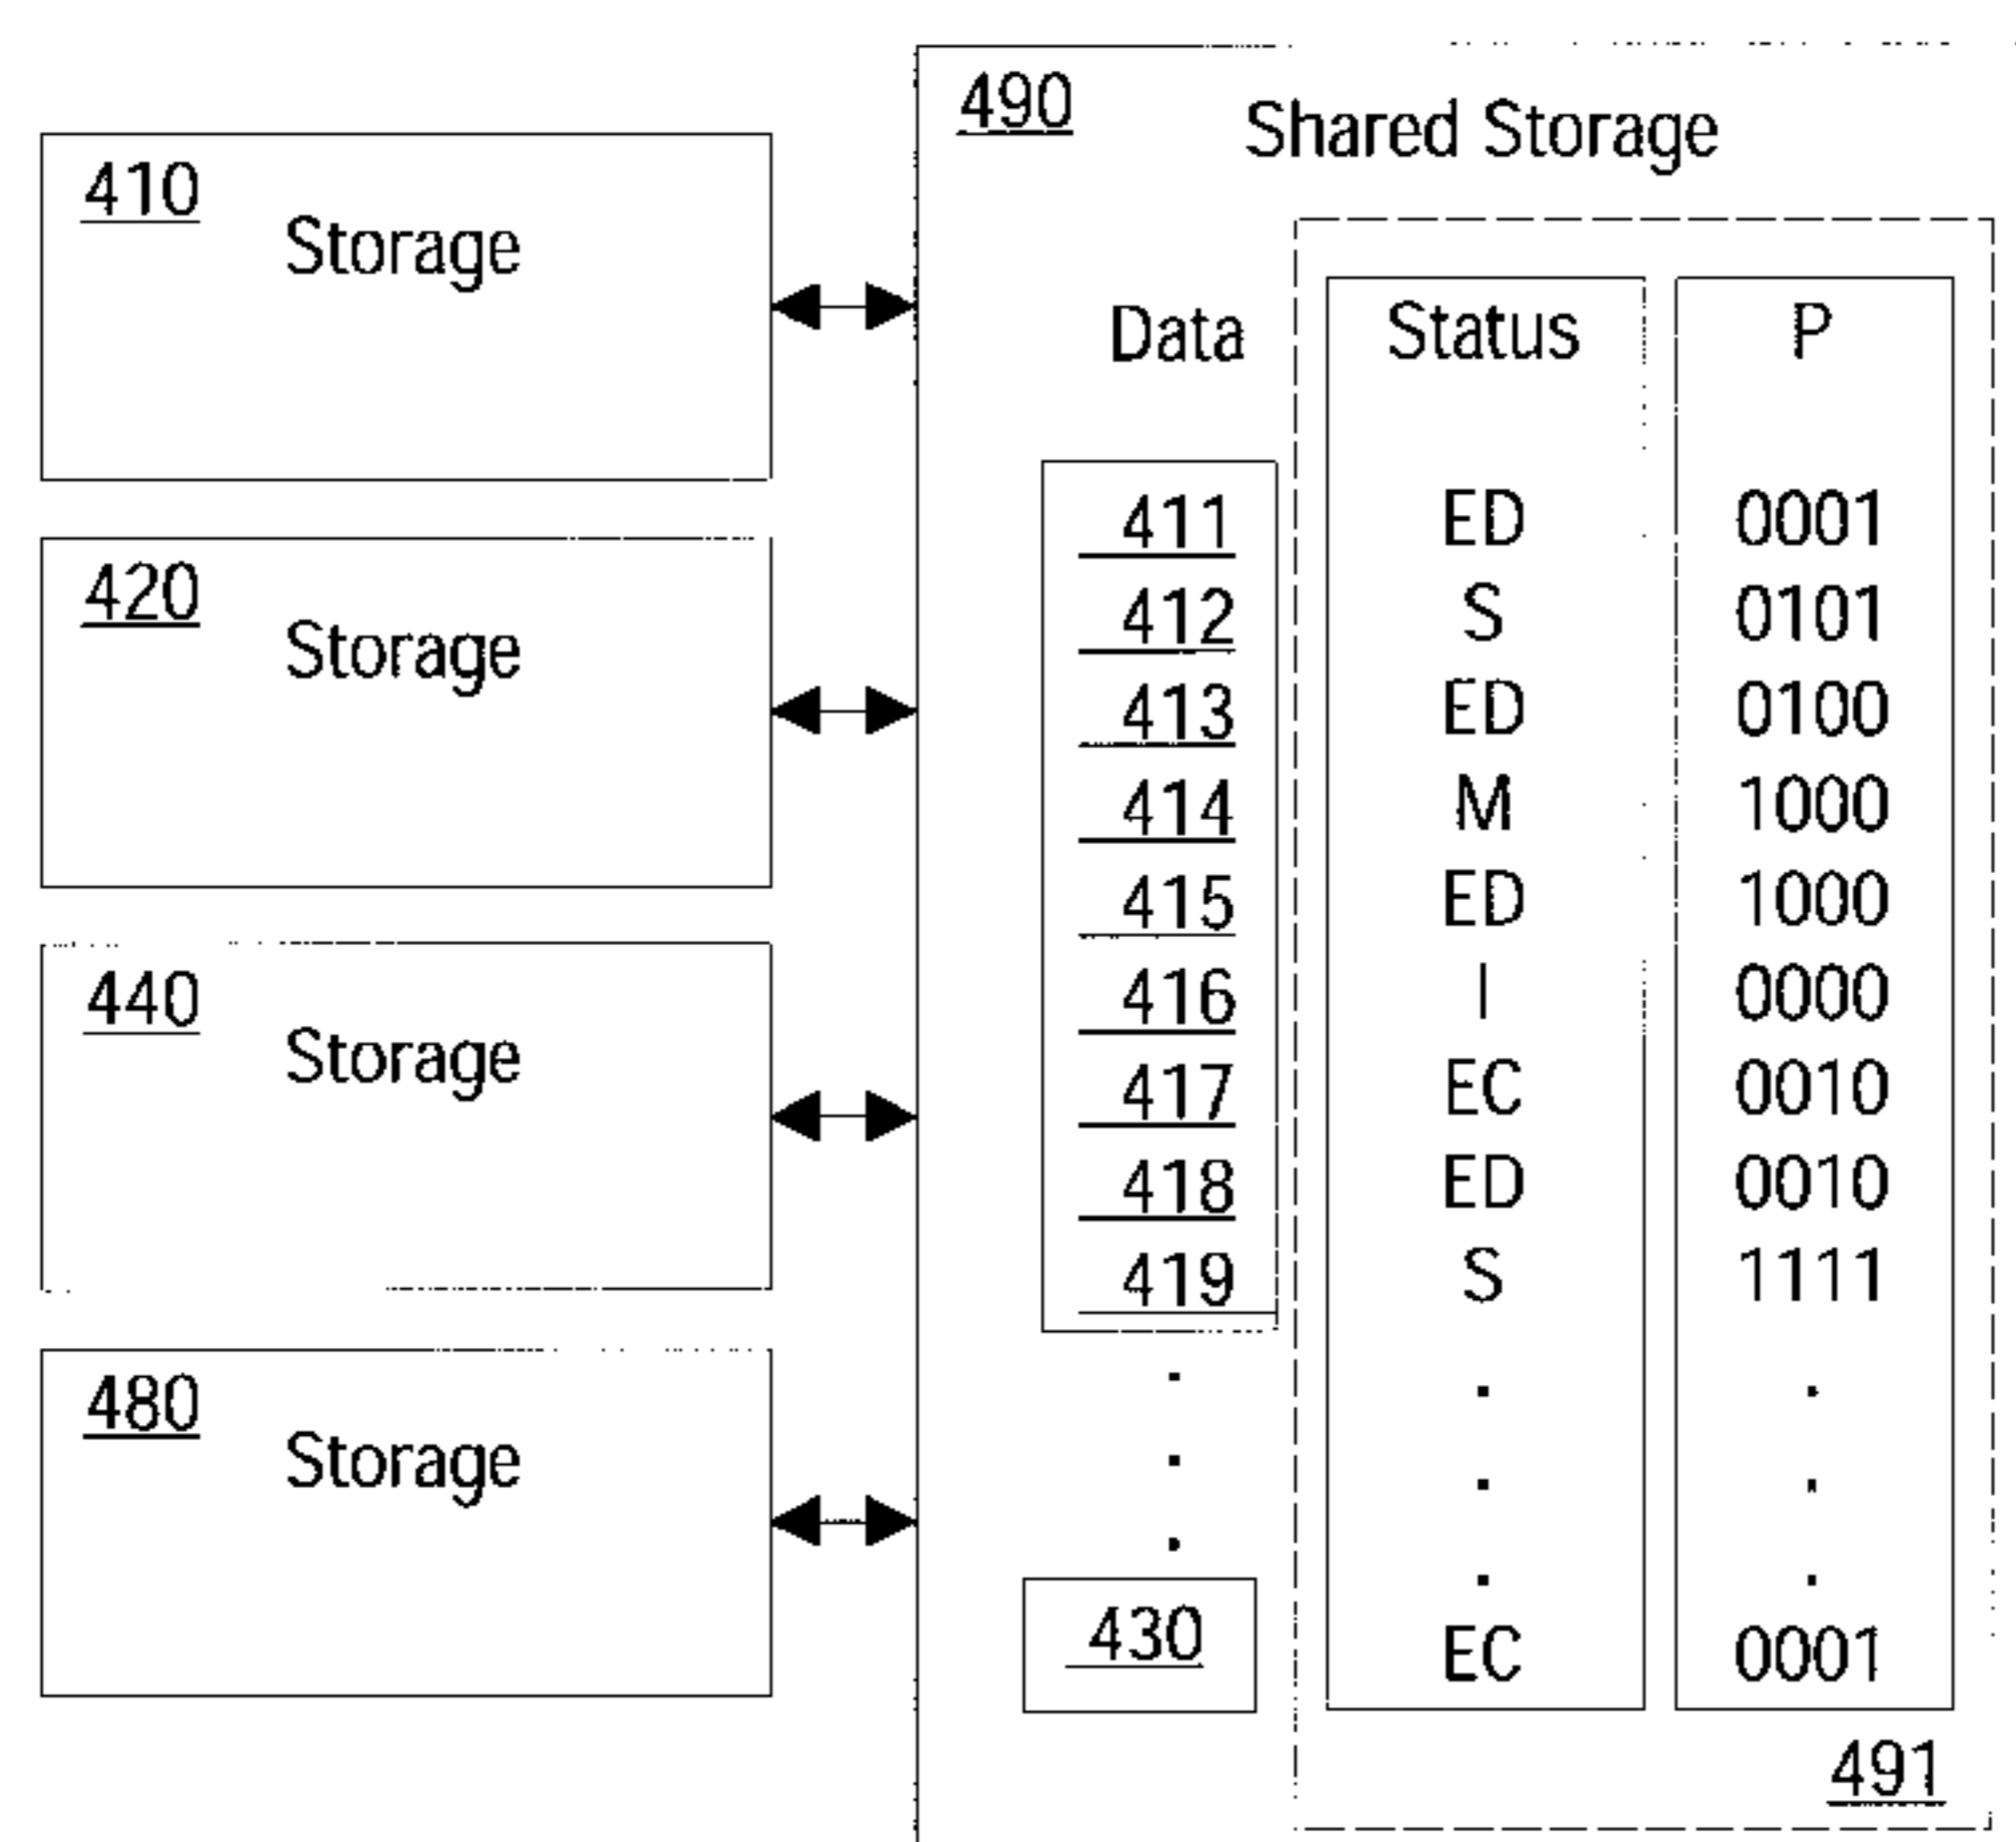 410
Storage
420
Storage
440
Storage
480
Storage
490
Shared Storage
Data Status P
411 ED 0001
412 S 0101
413 ED 0100
414 M 1000
415 ED 1000
416 I 0000
417 EC 0010
418 ED 0010
419 S 1111
. . .
. . .
. . .
430 EC 0001
491